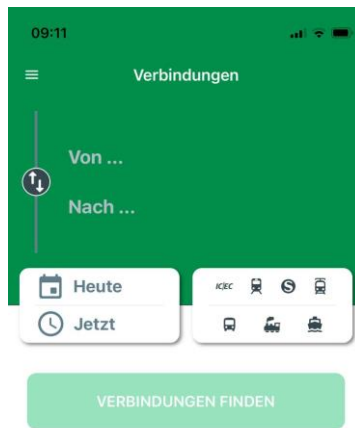 09:11
Verbindungen
Von ...
Nach ...
Heute
Jetzt
IC/EC
S
VERBINDUNGEN FINDEN